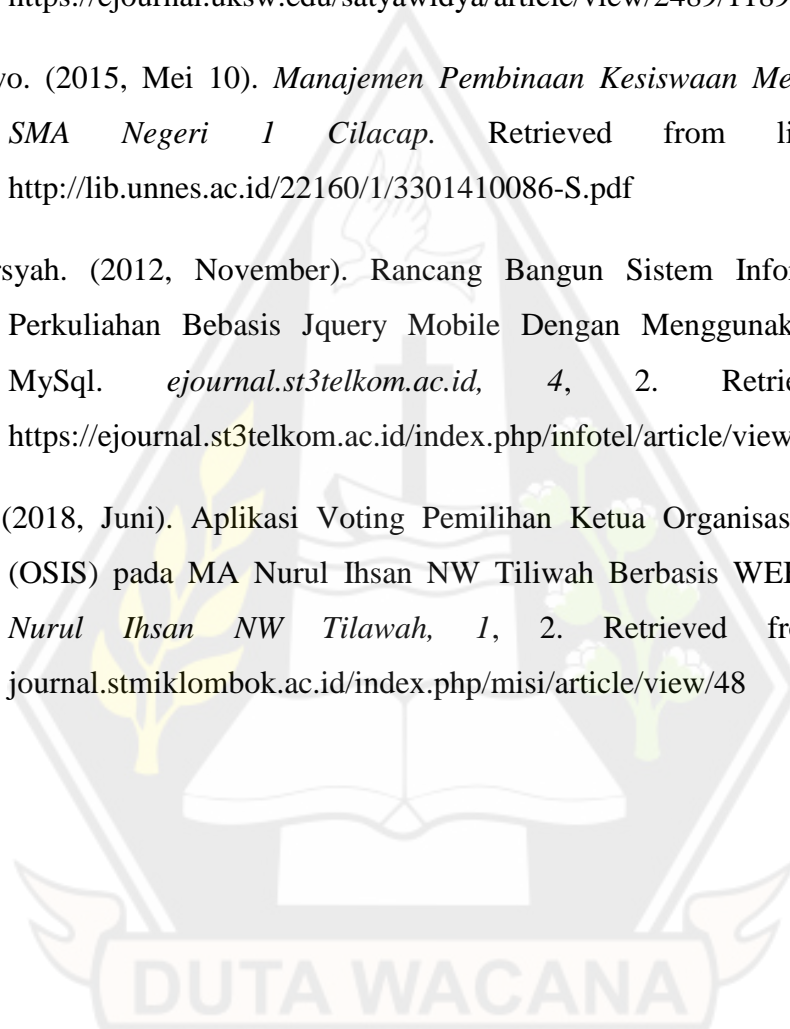 https://ejournal.uksw.edu/satyawidya/article/view/2489/1189
yo. (2015, Mei 10). Manajemen Pembinaan Kesiswaan Me
SMA Negeri 1 Cilacap. Retrieved from li
http://lib.unnes.ac.id/22160/1/3301410086-S.pdf
rsyah. (2012, November). Rancang Bangun Sistem Infor
Perkuliahan Bebasis Jquery Mobile Dengan Menggunak
MySql. ejournal.st3telkom.ac.id, 4, 2. Retrie
https://ejournal.st3telkom.ac.id/index.php/infotel/article/view
(2018, Juni). Aplikasi Voting Pemilihan Ketua Organisas
(OSIS) pada MA Nurul Ihsan NW Tiliwah Berbasis WE
Nurul Ihsan NW Tilawah, 1, 2. Retrieved fr
journal.stmiklombok.ac.id/index.php/misi/article/view/48
DUTA WACANA